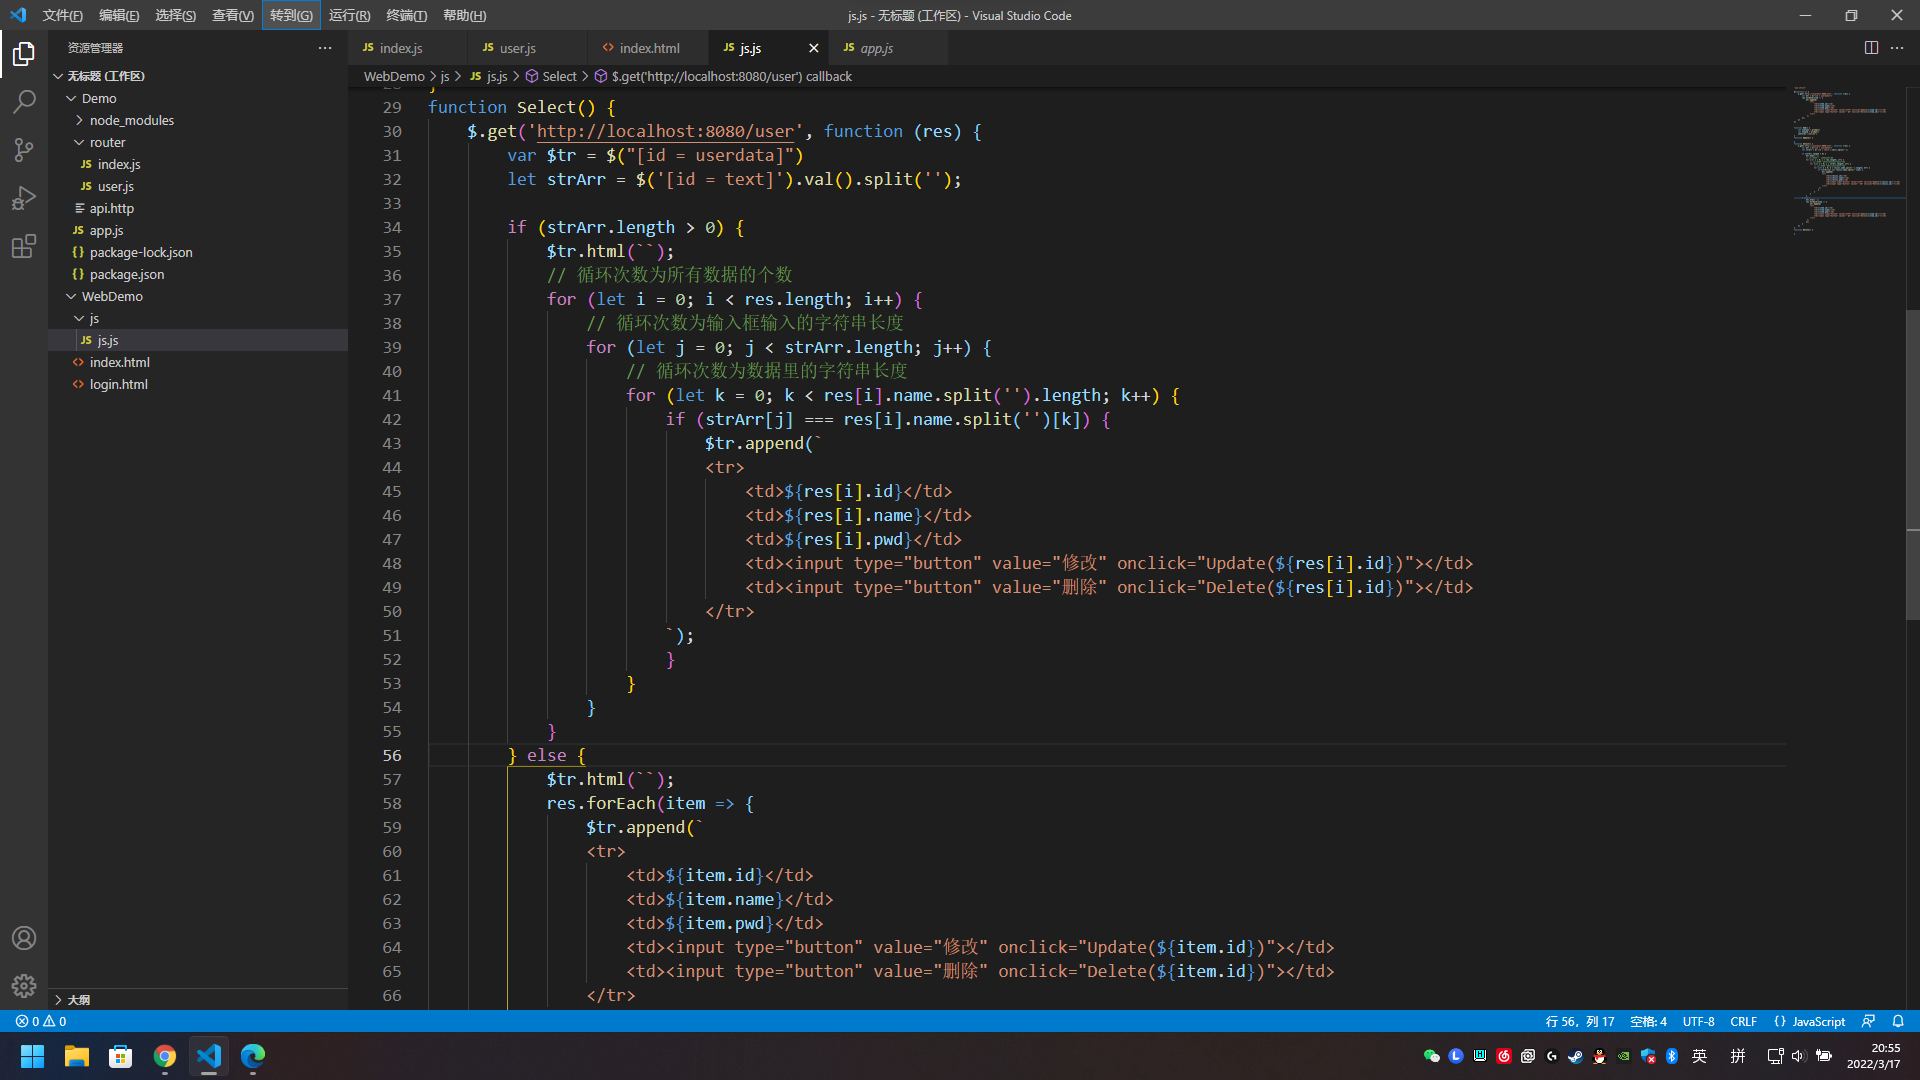 文件(F) 编辑(E) 选择(S) 查看(V) 转到(G) 运行(R) 终端(T) 帮助(H)
js.js - 无标题 (工作区) - Visual Studio Code
资源管理器
JS index.js
JS user.js
<> index.html
JS js.js
JS app.js
WebDemo > js > JS js.js > Select > $.get('http://localhost:8080/user') callback
无标题 (工作区)
Demo
node_modules
router
JS index.js
JS user.js
api.http
JS app.js
{} package-lock.json
{} package.json
WebDemo
js
JS js.js
<> index.html
<> login.html
大纲
29 function Select() {
30 $.get('http://localhost:8080/user', function (res) {
31 var $tr = $("[id = userdata]")
32 let strArr = $('[id = text]').val().split('');
33
34 if (strArr.length > 0) {
35 $tr.html(``);
36 // 循环次数为所有数据的个数
37 for (let i = 0; i < res.length; i++) {
38 // 循环次数为输入框输入的字符串长度
39 for (let j = 0; j < strArr.length; j++) {
40 // 循环次数为数据里的字符串长度
41 for (let k = 0; k < res[i].name.split('').length; k++) {
42 if (strArr[j] === res[i].name.split('')[k]) {
43 $tr.append(`
44 <tr>
45 <td>${res[i].id}</td>
46 <td>${res[i].name}</td>
47 <td>${res[i].pwd}</td>
48 <td><input type="button" value="修改" onclick="Update(${res[i].id})"></td>
49 <td><input type="button" value="删除" onclick="Delete(${res[i].id})"></td>
50 </tr>
51 `);
52 }
53 }
54 }
55 }
56 } else {
57 $tr.html(``);
58 res.forEach(item => {
59 $tr.append(`
60 <tr>
61 <td>${item.id}</td>
62 <td>${item.name}</td>
63 <td>${item.pwd}</td>
64 <td><input type="button" value="修改" onclick="Update(${item.id})"></td>
65 <td><input type="button" value="删除" onclick="Delete(${item.id})"></td>
66 </tr>
0 0
行 56，列 17 空格: 4 UTF-8 CRLF {} JavaScript
英 拼
20:55
2022/3/17